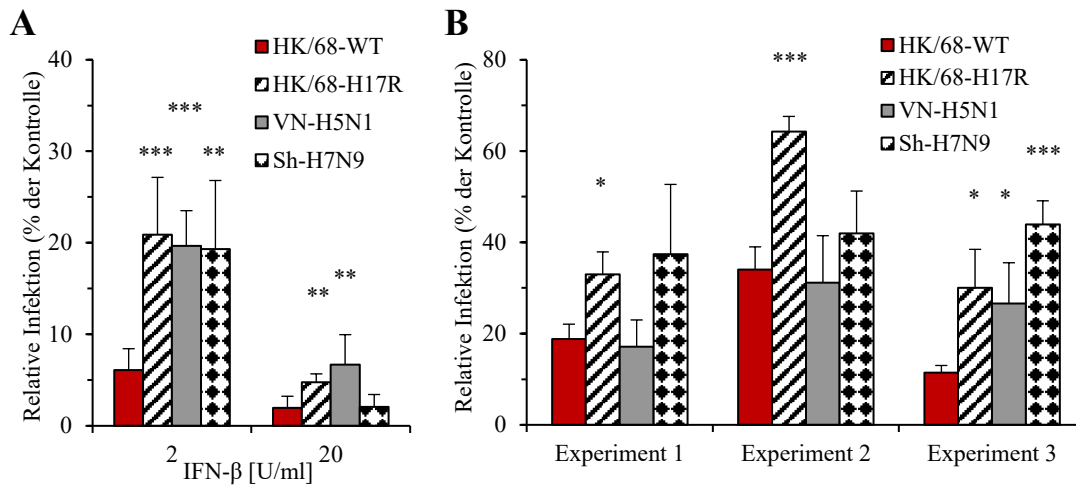 A
Relative Infektion (% der Kontrolle)
40
30
20
10
0
HK/68-WT
HK/68-H17R
VN-H5N1
Sh-H7N9
***
***
**
**
**
2
20
IFN-β [U/ml]
B
Relative Infektion (% der Kontrolle)
80
60
40
20
0
HK/68-WT
HK/68-H17R
VN-H5N1
Sh-H7N9
*
***
*
*
***
Experiment 1
Experiment 2
Experiment 3